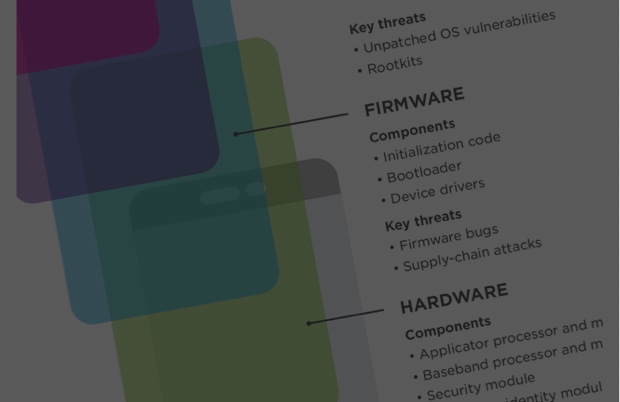 Key threats
• Unpatched OS vulnerabilities
• Rootkits
FIRMWARE
Components
• Initialization code
• Bootloader
• Device drivers
Key threats
• Firmware bugs
• Supply-chain attacks
HARDWARE
Components
• Applicator processor and m
• Baseband processor and m
• Security module
identity modul